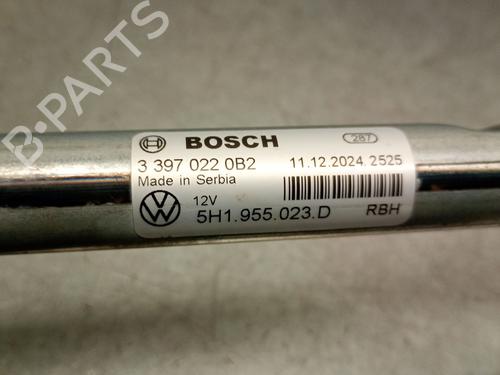 B-PARTS
BOSCH 287
3 397 022 0B2 11.12.2024 2525
Made in Serbia
12V
5H1.955.023.D RBH